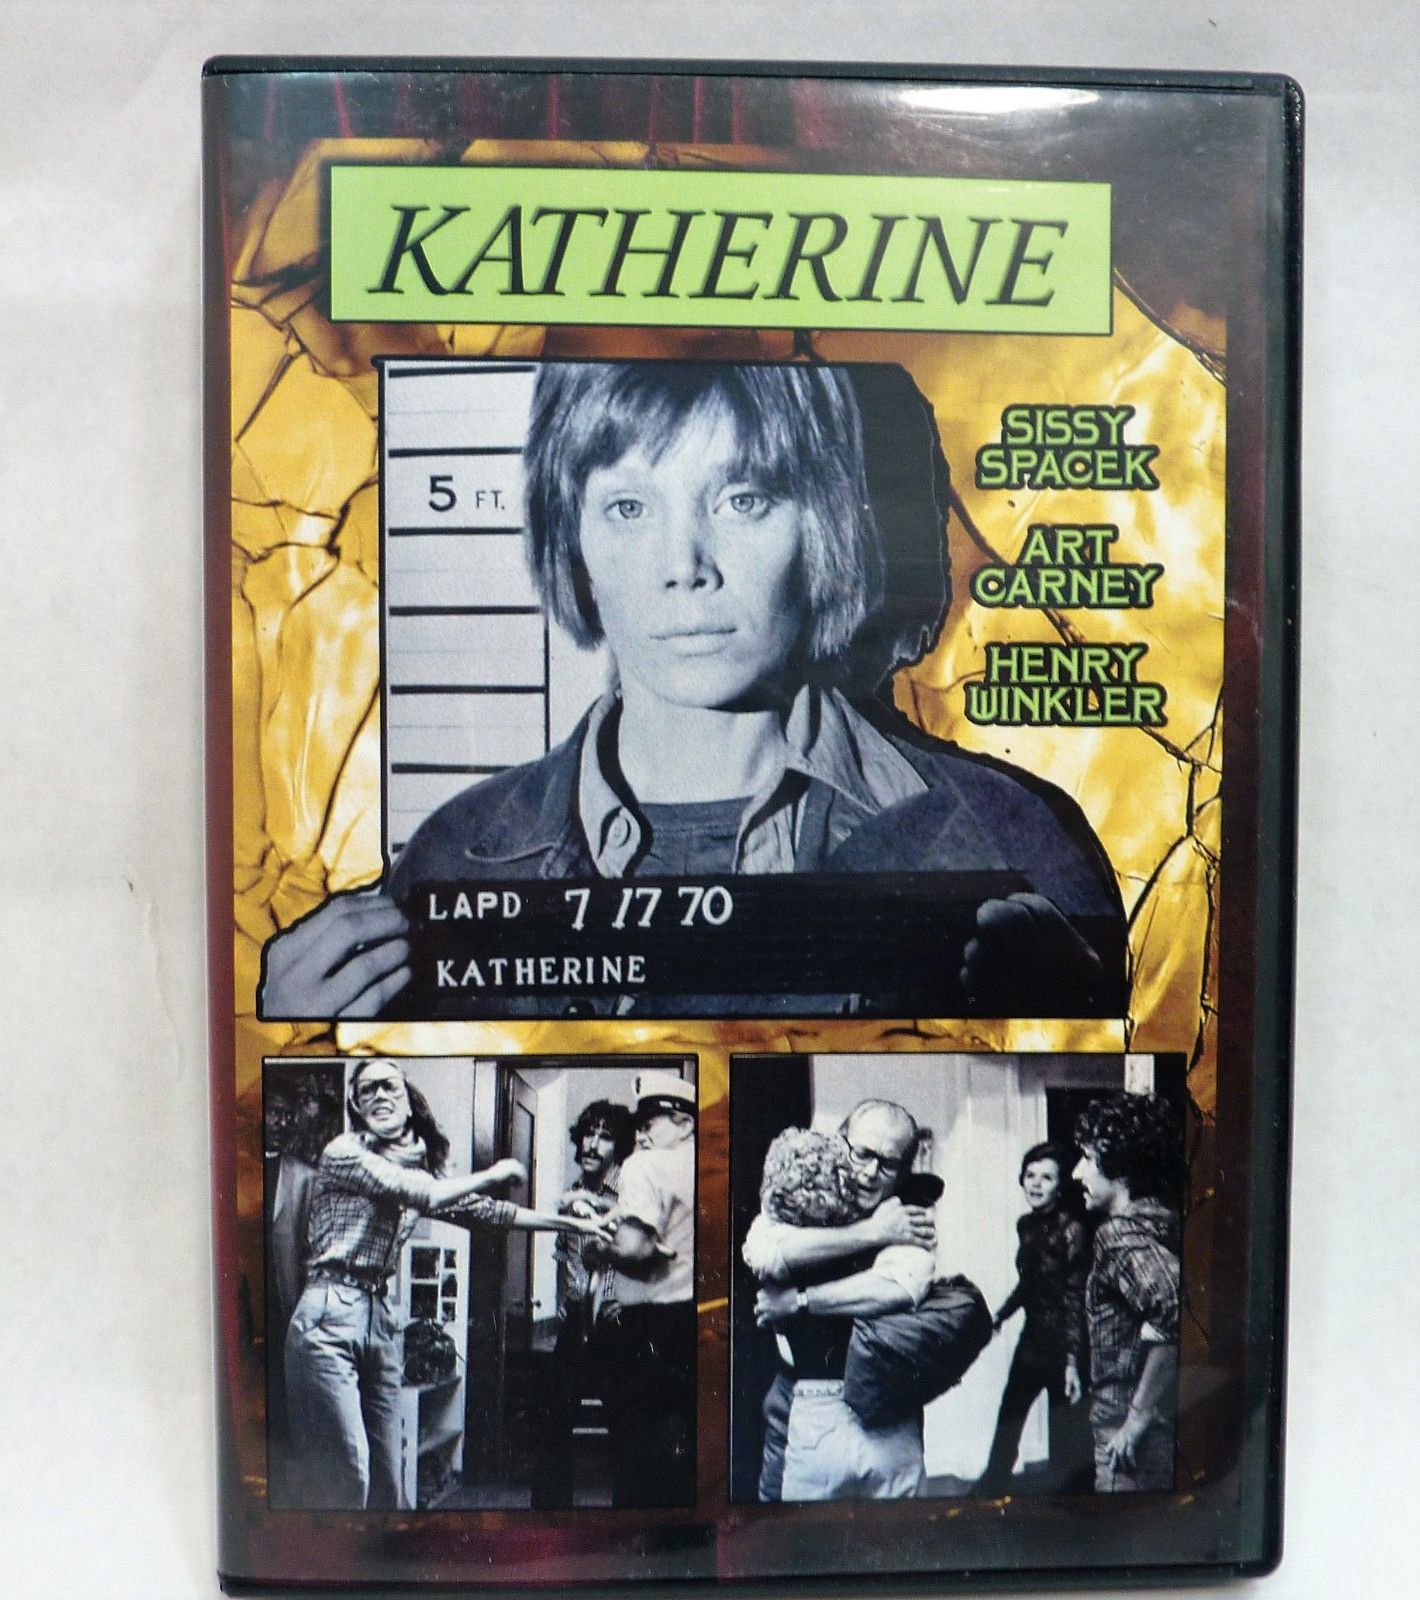 KATHERINE
SISSY
SPACEK
ART
CARNEY
HENRY
WINKLER
5 FT.
LAPD 7 17 70
KATHERINE